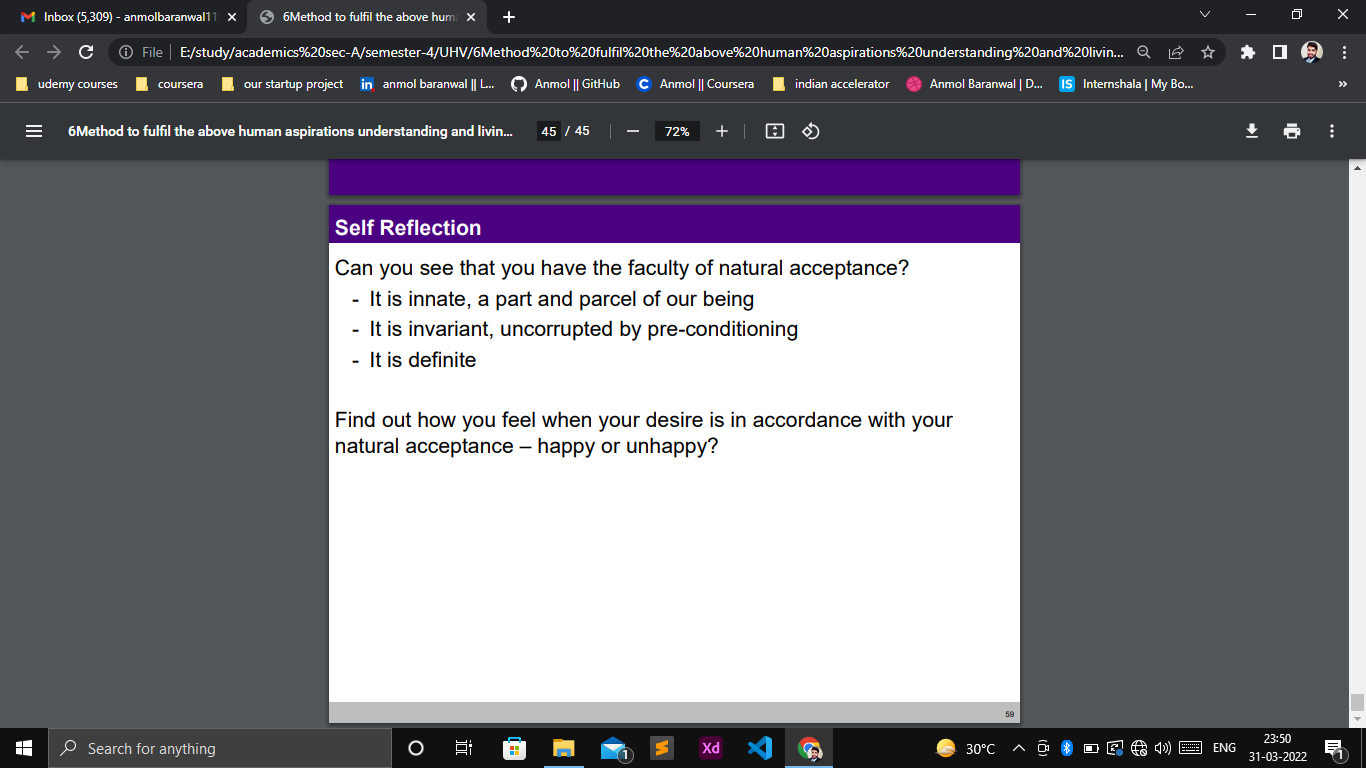 Inbox (5,309) - anmolbaranwal11
6Method to fulfil the above hum
File
E:/study/academics%20sec-A/semester-4/UHV/6Method%20to%20fulfil%20the%20above%20human%20aspirations%20understanding%20and%20livin...
udemy courses
coursera
our startup project
in anmol baranwal || L...
Anmol || GitHub
C Anmol || Coursera
indian accelerator
Anmol Baranwal | D...
IS Internshala | My Bo...
»
6Method to fulfil the above human aspirations understanding and livin...
45 / 45
72%
Self Reflection
Can you see that you have the faculty of natural acceptance?
- It is innate, a part and parcel of our being
- It is invariant, uncorrupted by pre-conditioning
- It is definite
Find out how you feel when your desire is in accordance with your
natural acceptance – happy or unhappy?
59
Search for anything
1
Xd
30°C
ENG
23:50
31-03-2022
1